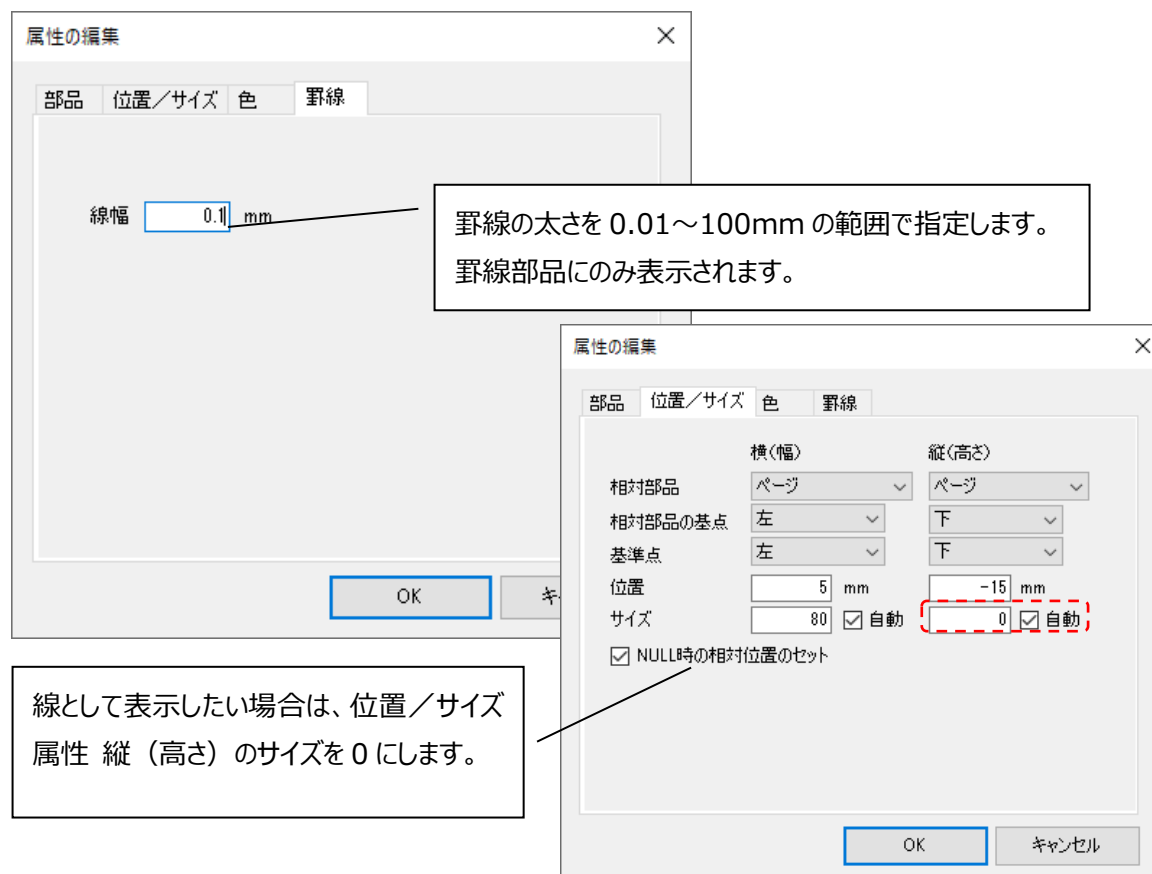 属性の編集
部品 位置／サイズ 色 罫線
線幅 0.1 mm
罫線の太さを 0.01～100mm の範囲で指定します。
罫線部品にのみ表示されます。
OK キ
属性の編集
部品 位置／サイズ 色 罫線
横(幅) 縦(高さ)
相対部品 ページ ページ
相対部品の基点 左 下
基準点 左 下
位置 5 mm -15 mm
サイズ 80 自動 0 自動
NULL時の相対位置のセット
OK キャンセル
線として表示したい場合は、位置／サイズ
属性 縦（高さ）のサイズを 0 にします。